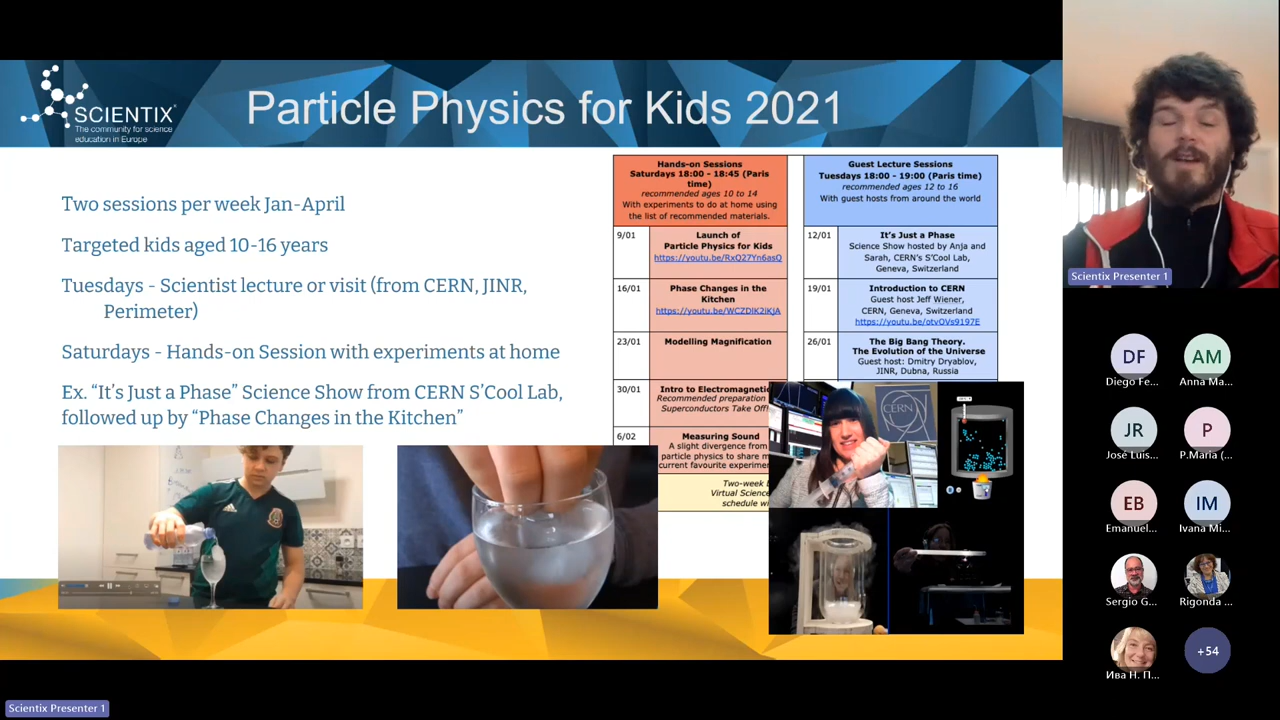 SCIENTIX
The community for science
education in Europe
Particle Physics for Kids 2021
Two sessions per week Jan-April
Targeted kids aged 10-16 years
Tuesdays - Scientist lecture or visit (from CERN, JINR,
Perimeter)
Saturdays - Hands-on Session with experiments at home
Ex. “It’s Just a Phase” Science Show from CERN S’Cool Lab,
followed up by “Phase Changes in the Kitchen”
Hands-on Sessions
Saturdays 18:00 - 18:45 (Paris
time)
recommended ages 10 to 14
With experiments to do at home using
the list of recommended materials.
9/01
Launch of
Particle Physics for Kids
https://youtu.be/RxQ27Yn6asQ
16/01
Phase Changes in the
Kitchen
https://youtu.be/WCZDIK2iKJA
23/01
Modelling Magnification
30/01
Intro to Electromagnetic
Recommended preparation
Superconductors Take Off!
6/02
Measuring Sound
A slight divergence from
particle physics to share m
current favourite experimen
Two-week
Virtual Science
schedule wi
Guest Lecture Sessions
Tuesdays 18:00 - 19:00 (Paris time)
recommended ages 12 to 16
With guest hosts from around the world
12/01
It’s Just a Phase
Science Show hosted by Anja and
Sarah, CERN’s S’Cool Lab,
Geneva, Switzerland
19/01
Introduction to CERN
Guest host Jeff Wiener,
CERN, Geneva, Switzerland
https://youtu.be/otvOVs9197E
26/01
The Big Bang Theory.
The Evolution of the Universe
Guest host: Dmitry Dryablov,
JINR, Dubna, Russia
CERN
Scientix Presenter 1
DF
AM
Diego Fe...
Anna Ma...
JR
P
José Luis...
P.Maria (...
EB
IM
Emanuel...
Ivana Mi...
Sergio G...
Rigonda ...
+54
Ива Н. П...
Scientix Presenter 1